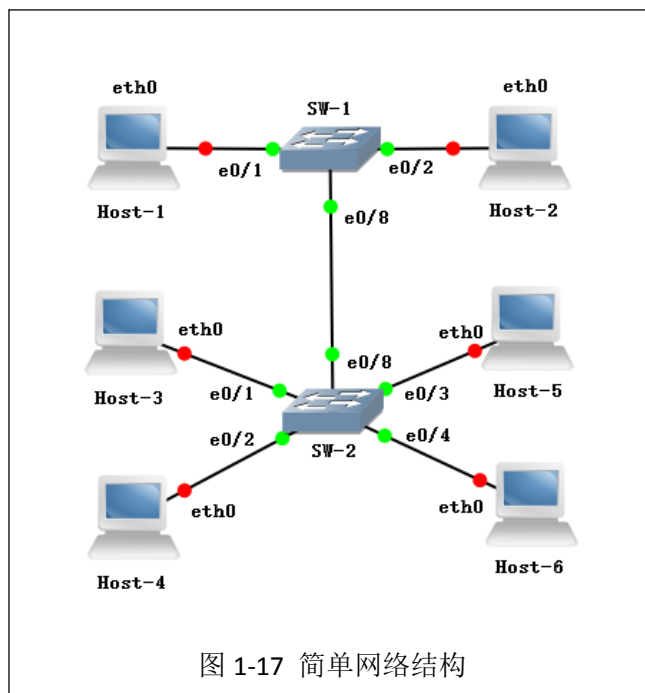 eth0
eth0
SW-1
e0/1
e0/2
Host-1
Host-2
e0/8
eth0
eth0
e0/8
Host-3
e0/1
e0/3
Host-5
e0/2
e0/4
SW-2
eth0
eth0
Host-4
Host-6
图 1-17 简单网络结构